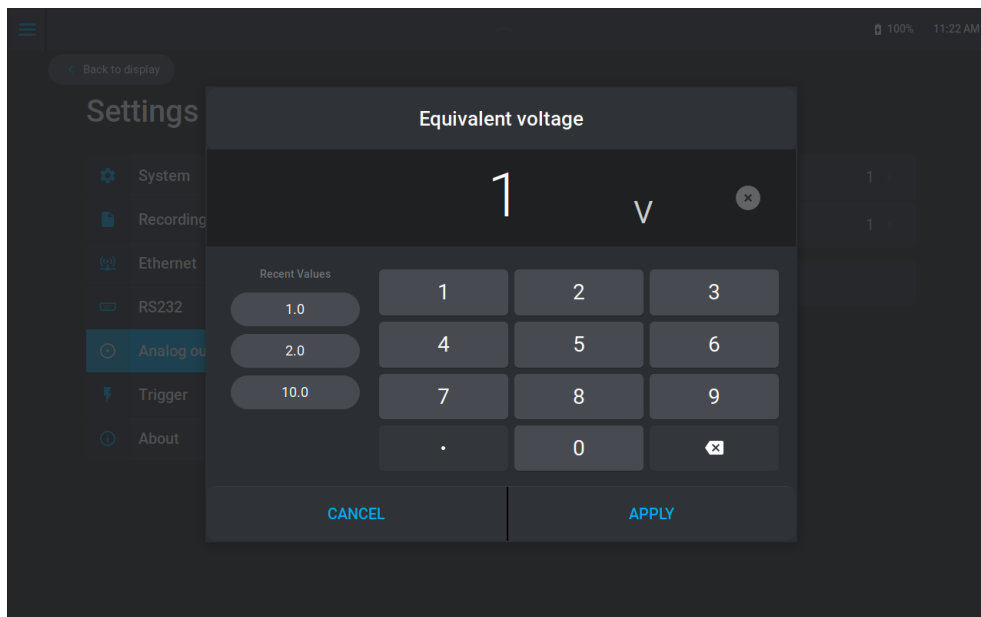 100% 11:22 AM
Back to display
Settings
Equivalent voltage
System
1
1 V
Recording
1
Ethernet
Recent Values
1 2 3
RS232
1.0
4 5 6
Analog ou
2.0
Trigger
10.0
7 8 9
About
. 0
CANCEL APPLY